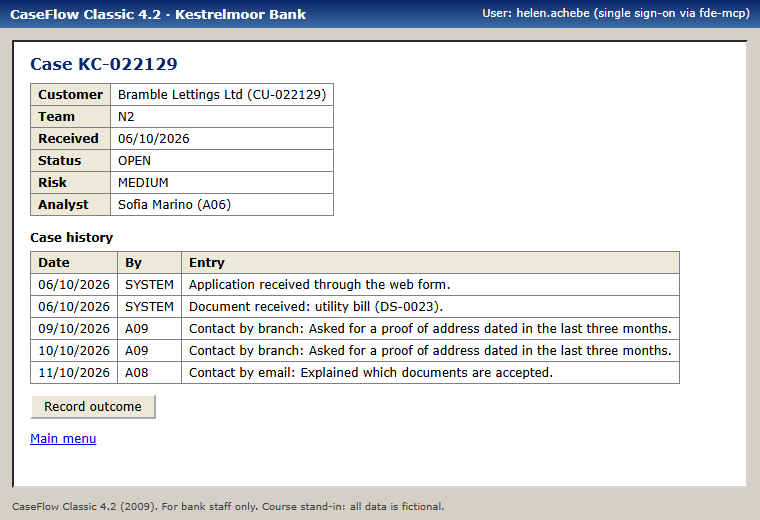 CaseFlow Classic 4.2 · Kestrelmoor Bank
User: helen.achebe (single sign-on via fde-mcp)
Case KC-022129
Customer Bramble Lettings Ltd (CU-022129)
Team N2
Received 06/10/2026
Status OPEN
Risk MEDIUM
Analyst Sofia Marino (A06)
Case history
Date By Entry
06/10/2026 SYSTEM Application received through the web form.
06/10/2026 SYSTEM Document received: utility bill (DS-0023).
09/10/2026 A09 Contact by branch: Asked for a proof of address dated in the last three months.
10/10/2026 A09 Contact by branch: Asked for a proof of address dated in the last three months.
11/10/2026 A08 Contact by email: Explained which documents are accepted.
Record outcome
Main menu
CaseFlow Classic 4.2 (2009). For bank staff only. Course stand-in: all data is fictional.